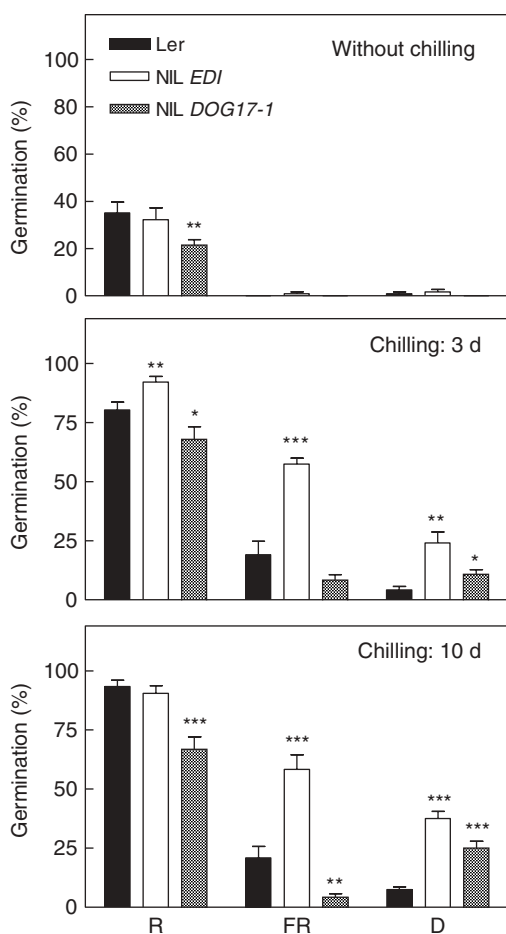 Ler
NIL EDI
NIL DOG17-1
Without chilling
Germination (%)
100
80
60
40
20
0
**
Chilling: 3 d
Germination (%)
100
75
50
25
0
**
*
***
**
*
Chilling: 10 d
Germination (%)
100
75
50
25
0
***
***
**
***
***
R FR D